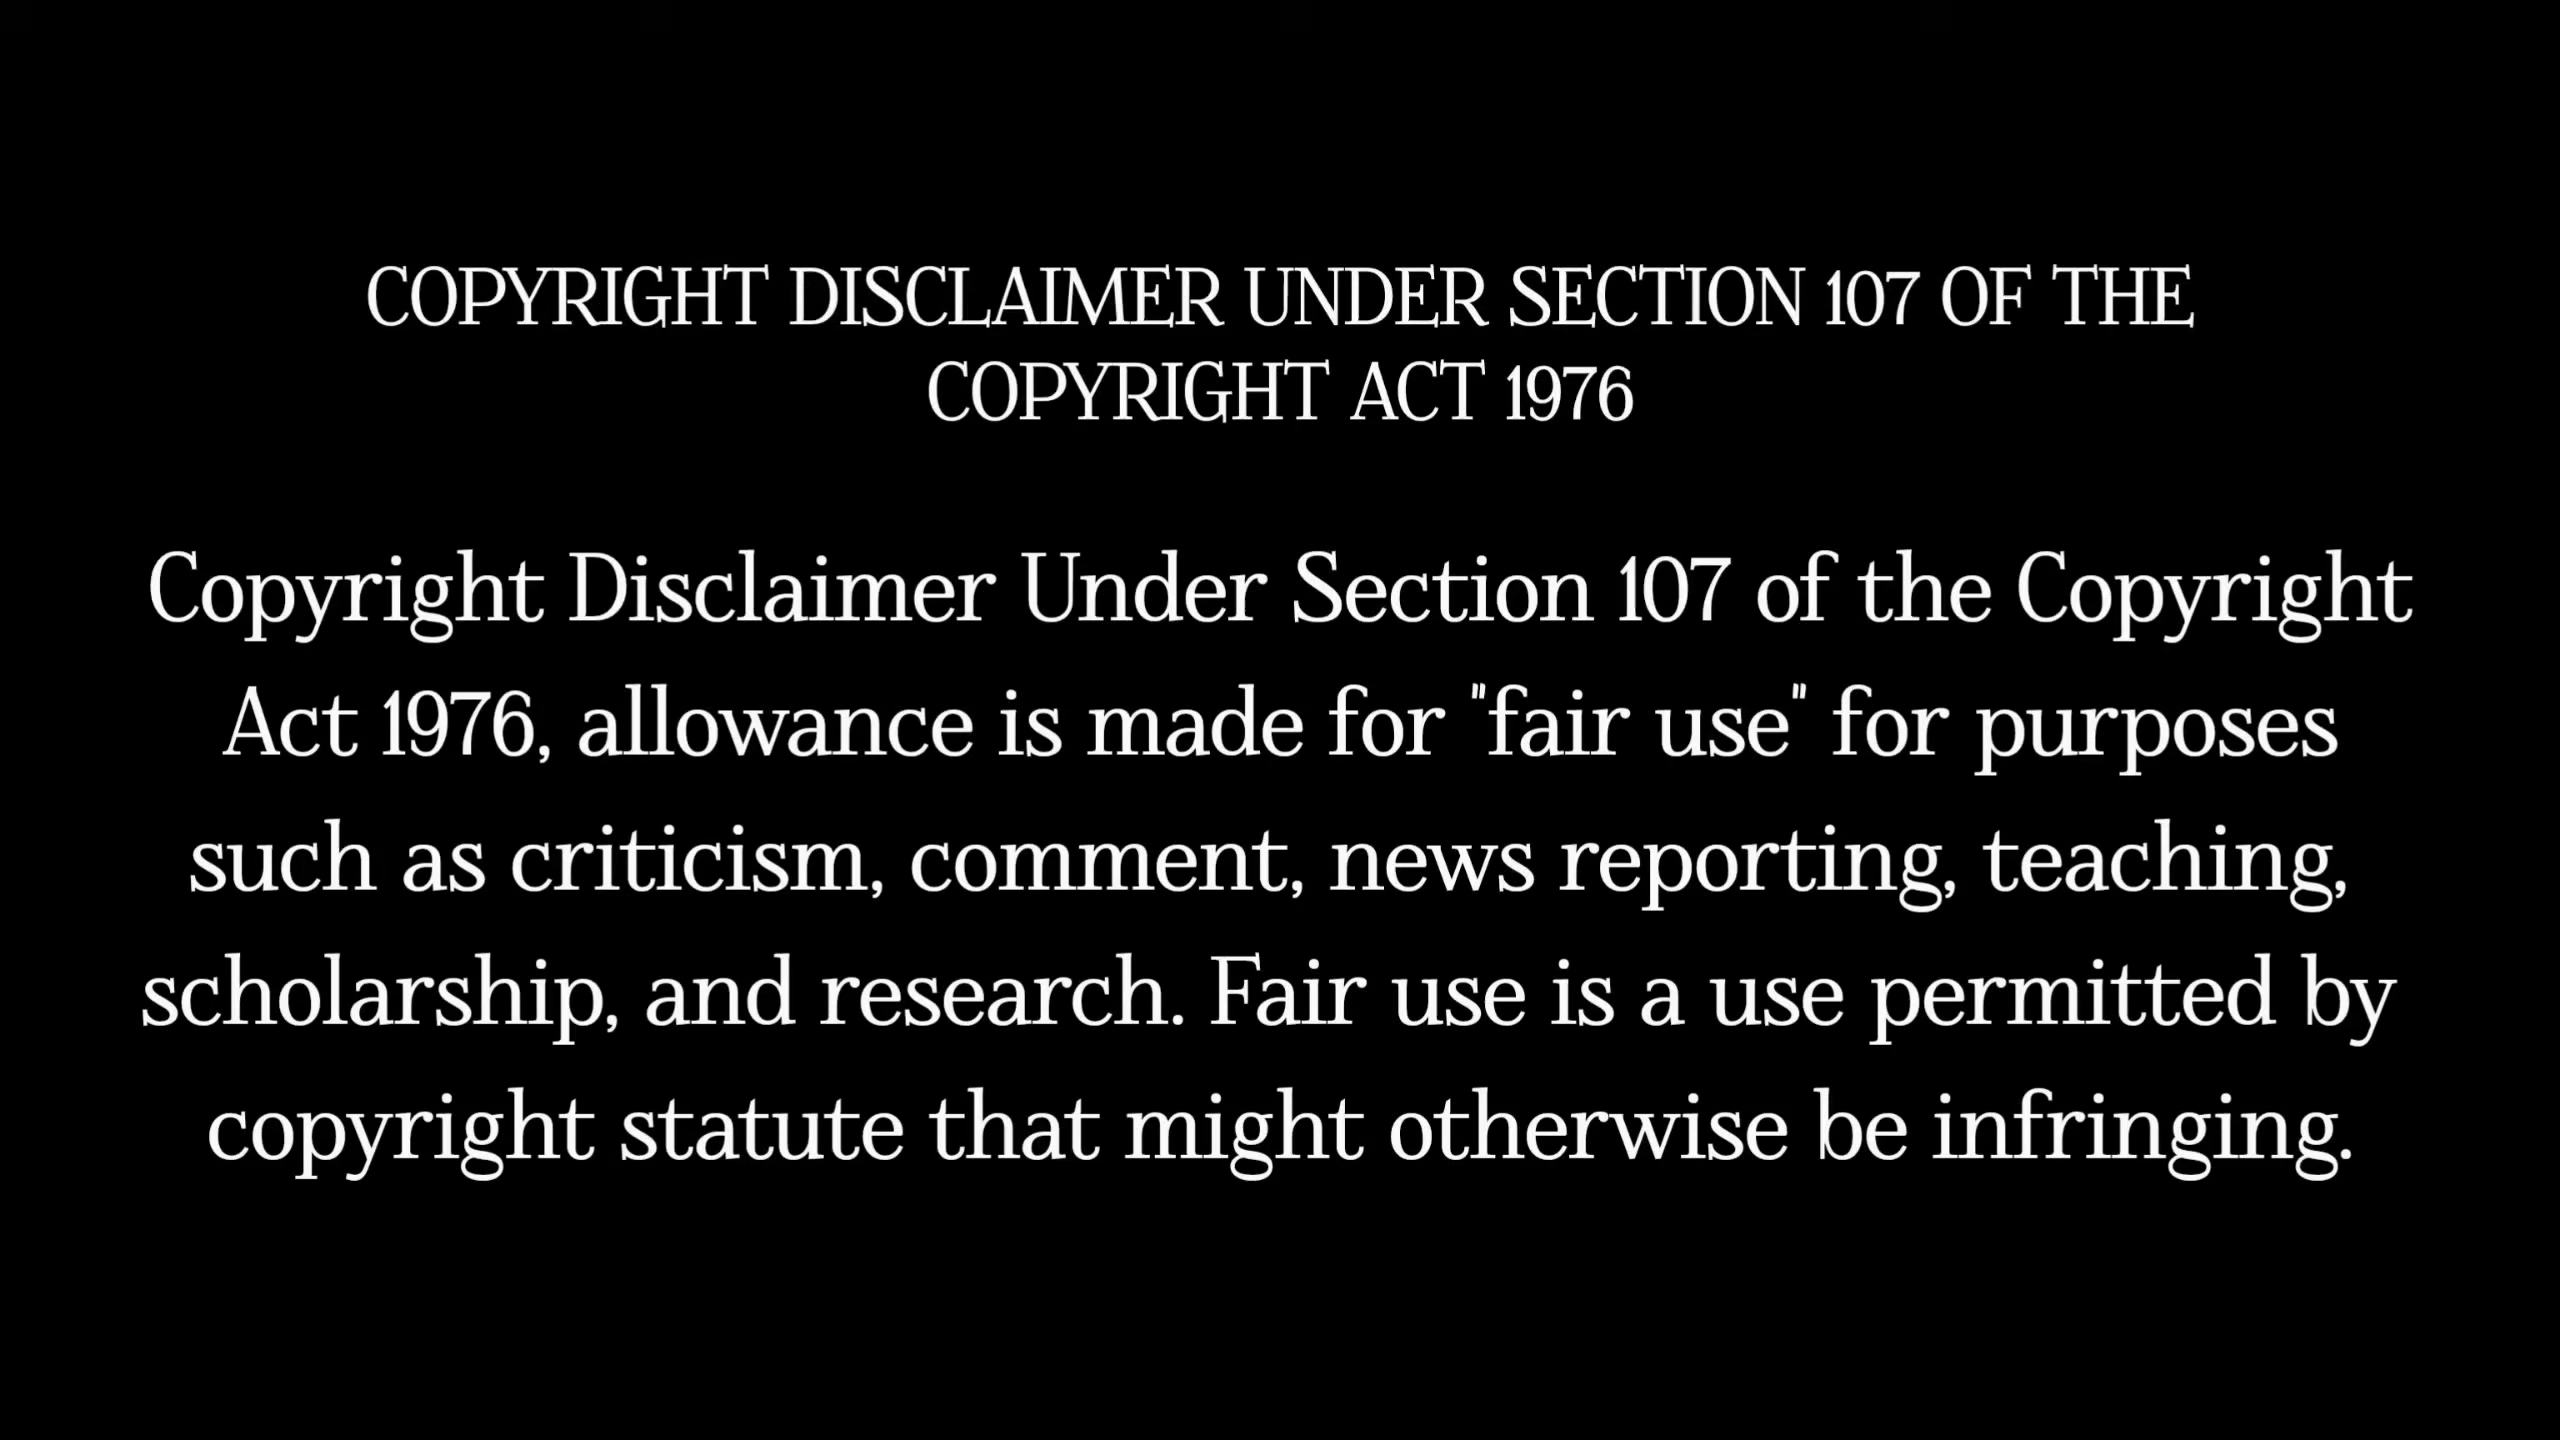 COPYRIGHT DISCLAIMER UNDER SECTION 107 OF THE
COPYRIGHT ACT 1976
Copyright Disclaimer Under Section 107 of the Copyright
Act 1976, allowance is made for "fair use" for purposes
such as criticism, comment, news reporting, teaching,
scholarship, and research. Fair use is a use permitted by
copyright statute that might otherwise be infringing.